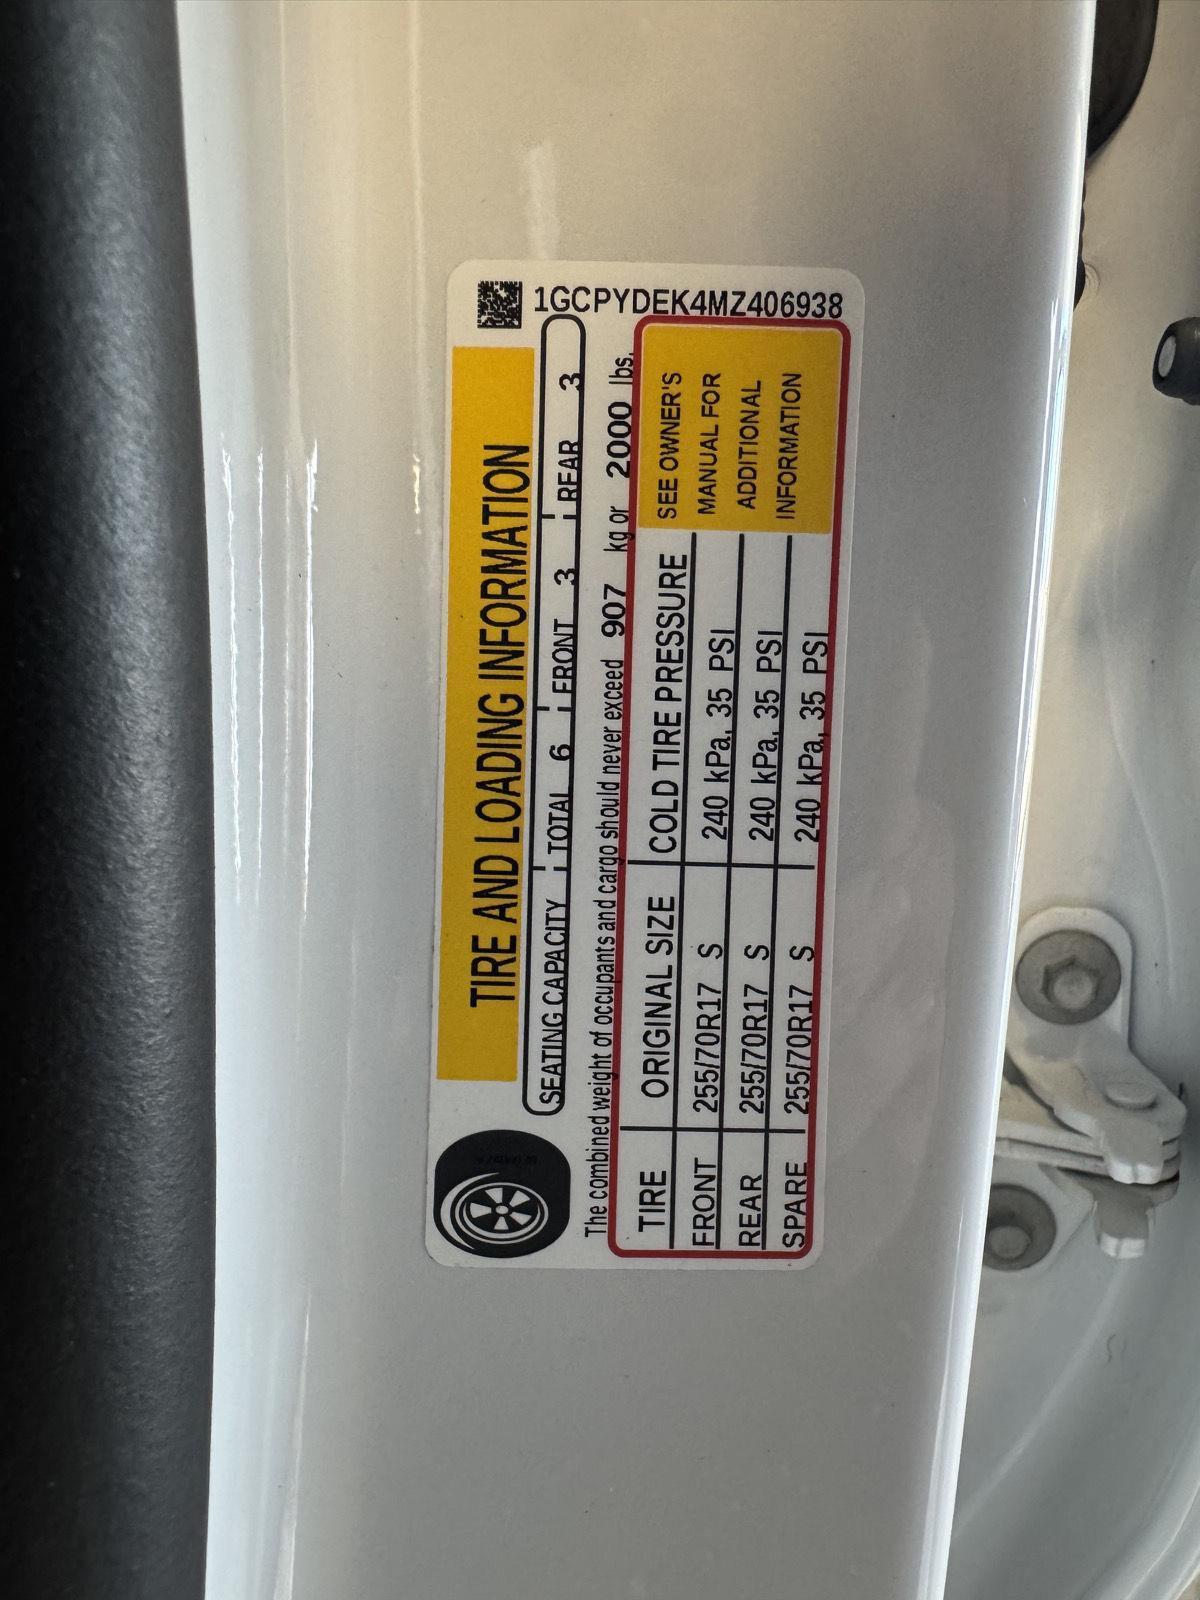 1GCPYDEK4MZ406938
TIRE AND LOADING INFORMATION
SEATING CAPACITY TOTAL 6 FRONT 3 REAR 3
The combined weight of occupants and cargo should never exceed 907 kg or 2000 lbs.
TIRE ORIGINAL SIZE COLD TIRE PRESSURE
FRONT 255/70R17 S 240 kPa, 35 PSI
REAR 255/70R17 S 240 kPa, 35 PSI
SPARE 255/70R17 S 240 kPa, 35 PSI
SEE OWNER'S
MANUAL FOR
ADDITIONAL
INFORMATION